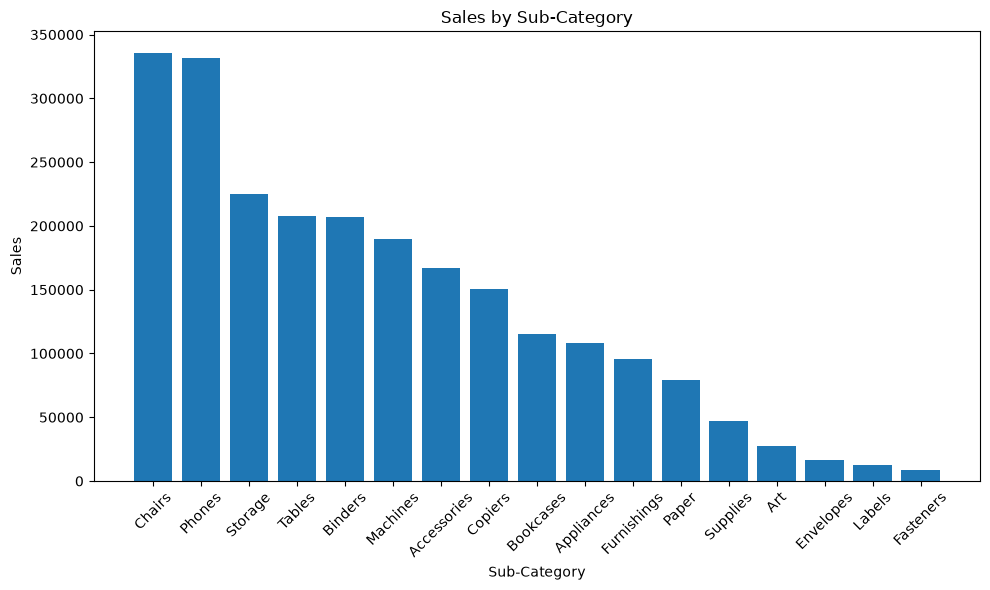 Sales by Sub-Category
Sales
350000
300000
250000
200000
150000
100000
50000
0
Chairs
Phones
Storage
Tables
Binders
Machines
Accessories
Copiers
Bookcases
Appliances
Furnishings
Paper
Supplies
Art
Envelopes
Labels
Fasteners
Sub-Category